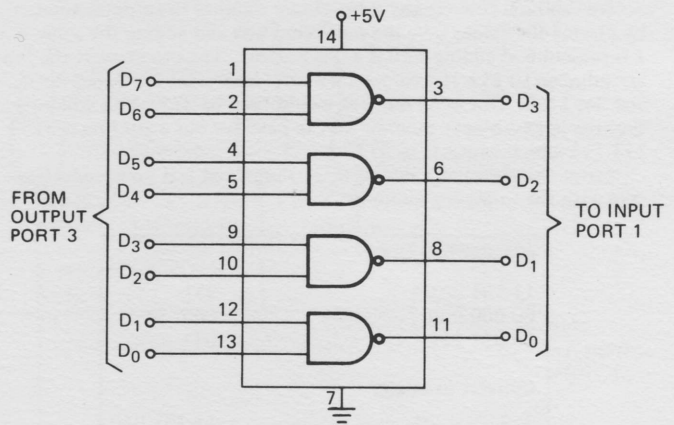 +5V
14
D7
1
3
D3
D6
2
D5
4
6
D2
D4
5
FROM
OUTPUT
PORT 3
TO INPUT
PORT 1
D3
9
8
D1
D2
10
D1
12
11
D0
D0
13
7